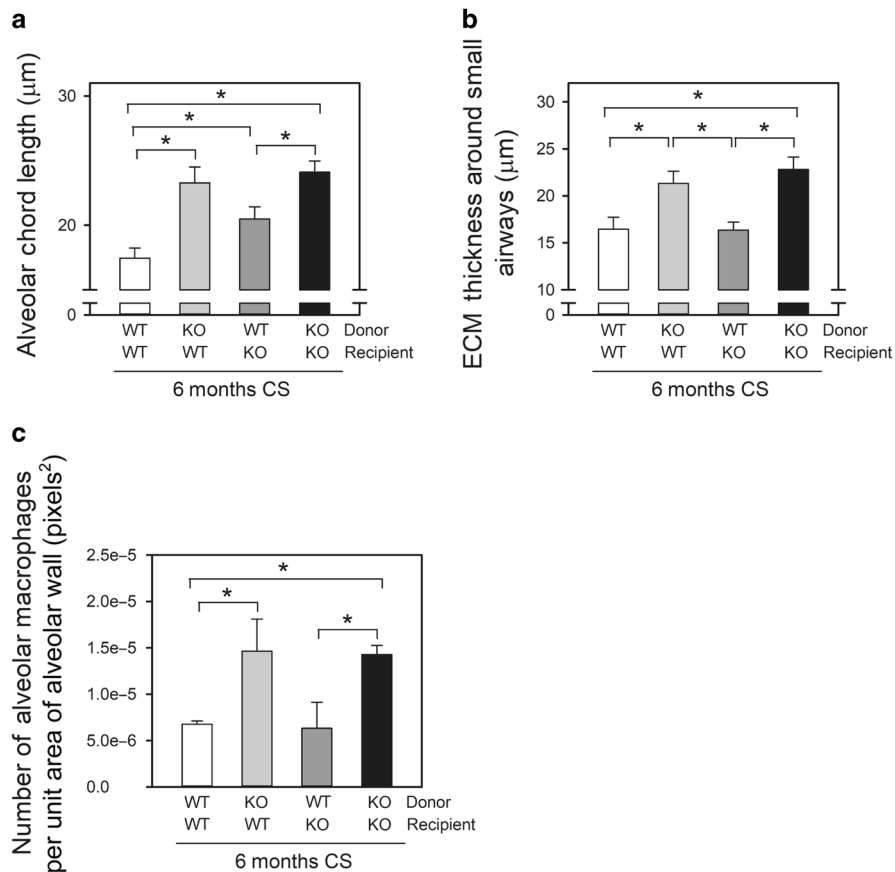 a
Alveolar chord length (μm)
30
20
0
*
*
*
*
WT KO WT KO Donor
WT WT KO KO Recipient
6 months CS
b
ECM thickness around small
airways (μm)
30
25
20
15
10
0
*
* * *
WT KO WT KO Donor
WT WT KO KO Recipient
6 months CS
c
Number of alveolar macrophages
per unit area of alveolar wall (pixels²)
2.5e–5
2.0e–5
1.5e–5
1.0e–5
5.0e–6
0.0
*
*
*
WT KO WT KO Donor
WT WT KO KO Recipient
6 months CS